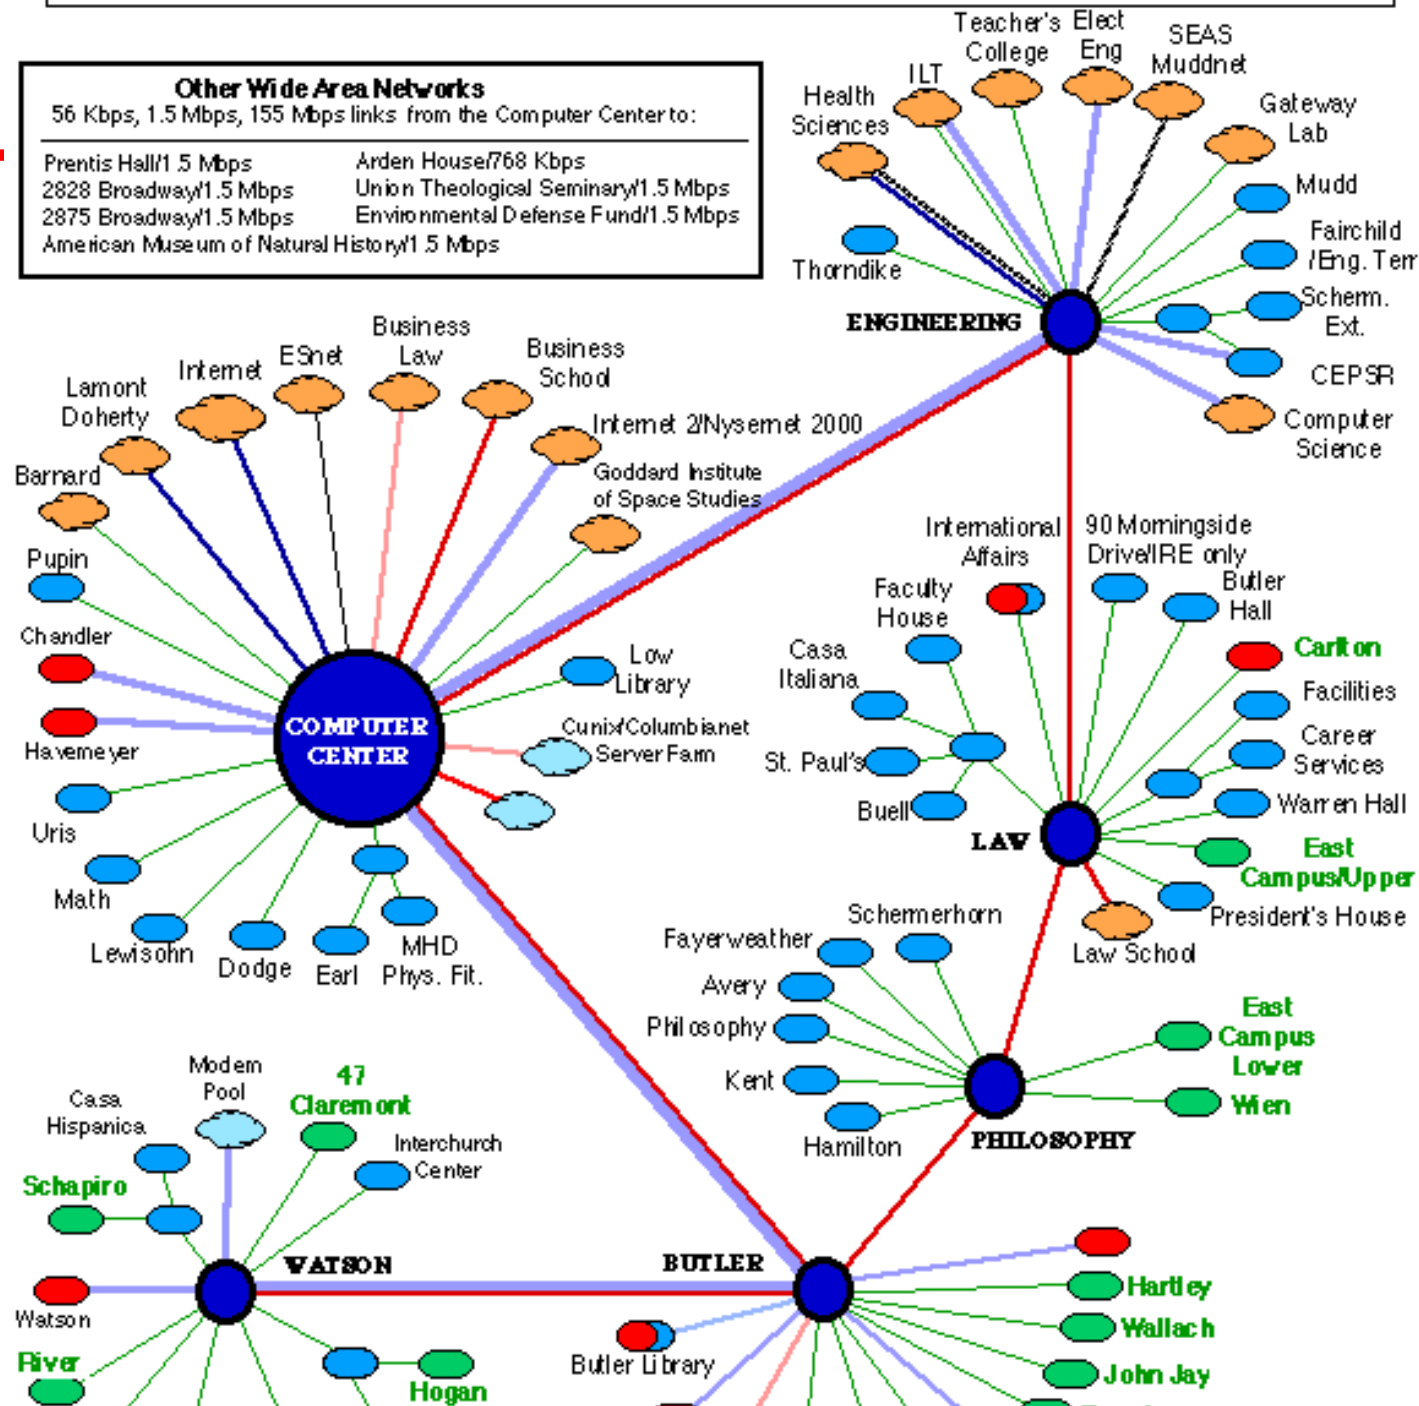 Other Wide Area Networks
56 Kbps, 1.5 Mbps, 155 Mbps links from the Computer Center to:
Prentis Hall/1.5 Mbps
Arden House/768 Kbps
2828 Broadway/1.5 Mbps
Union Theological Seminary/1.5 Mbps
2875 Broadway/1.5 Mbps
Environmental Defense Fund/1.5 Mbps
American Museum of Natural History/1.5 Mbps
Teacher's
College
Elect
Eng
SEAS
Muddnet
ILT
Health
Sciences
Gateway
Lab
Mudd
Fairchild
/Eng. Terr
Thorndike
Scherm.
Ext.
ENGINEERING
CEPSR
Computer
Science
Business
Law
Business
School
ESnet
Internet
Lamont
Doherty
Internet 2/Nysernet 2000
Barnard
Goddard Institute
of Space Studies
Pupin
Chandler
Havemeyer
Low
Library
COMPUTER
CENTER
Cunix/Columbianet
Server Farm
Uris
Math
Lewisohn
Dodge
Earl
MHD
Phys. Fit.
International
Affairs
90 Morningside
Drive/IRE only
Faculty
House
Butler
Hall
Carlton
Casa
Italiana
Facilities
St. Paul's
Career
Services
Buell
Warren Hall
LAW
East
Campus/Upper
President's House
Law School
Schermerhorn
Fayerweather
Avery
Philosophy
Kent
Hamilton
East
Campus
Lower
Wien
PHILOSOPHY
Modem
Pool
47
Claremont
Casa
Hispanica
Interchurch
Center
Schapiro
WATSON
BUTLER
Watson
Hartley
Wallach
John Jay
Butler Library
River
Hogan